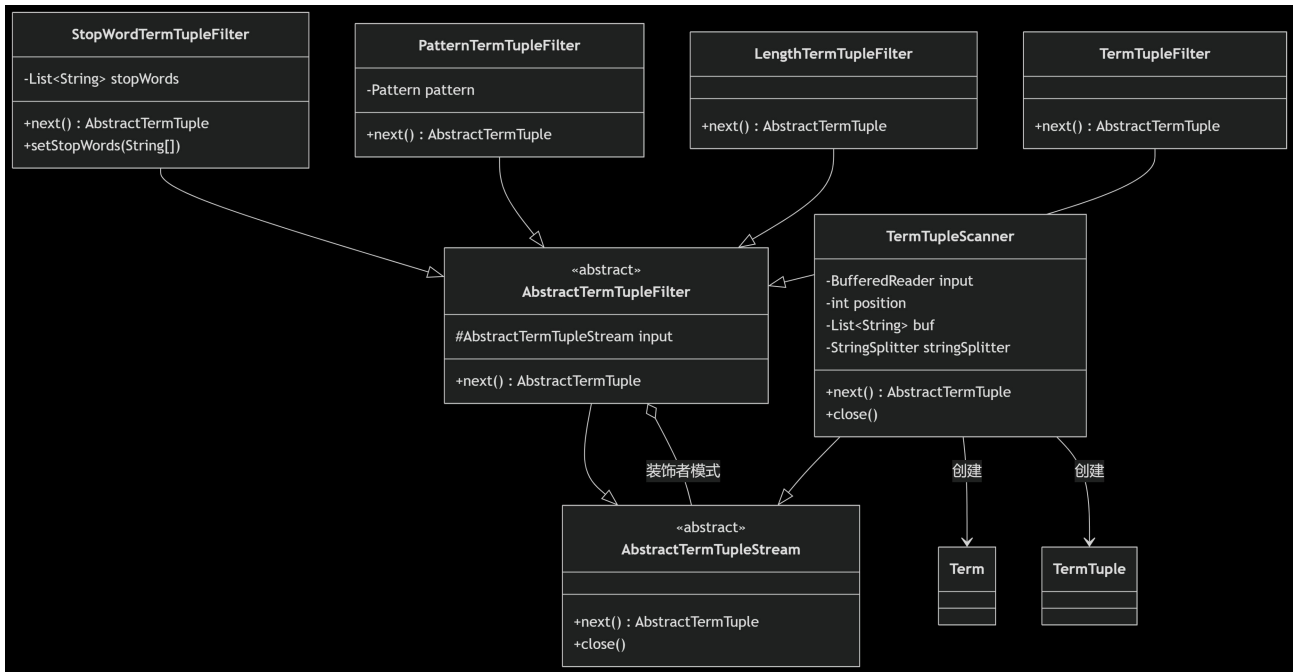 StopWordTermTupleFilter
-List<String> stopWords
+next() : AbstractTermTuple
+setStopWords(String[])
PatternTermTupleFilter
-Pattern pattern
+next() : AbstractTermTuple
LengthTermTupleFilter
+next() : AbstractTermTuple
TermTupleFilter
+next() : AbstractTermTuple
«abstract»
AbstractTermTupleFilter
#AbstractTermTupleStream input
+next() : AbstractTermTuple
TermTupleScanner
-BufferedReader input
-int position
-List<String> buf
-StringSplitter stringSplitter
+next() : AbstractTermTuple
+close()
装饰者模式
创建
创建
«abstract»
AbstractTermTupleStream
+next() : AbstractTermTuple
+close()
Term
TermTuple